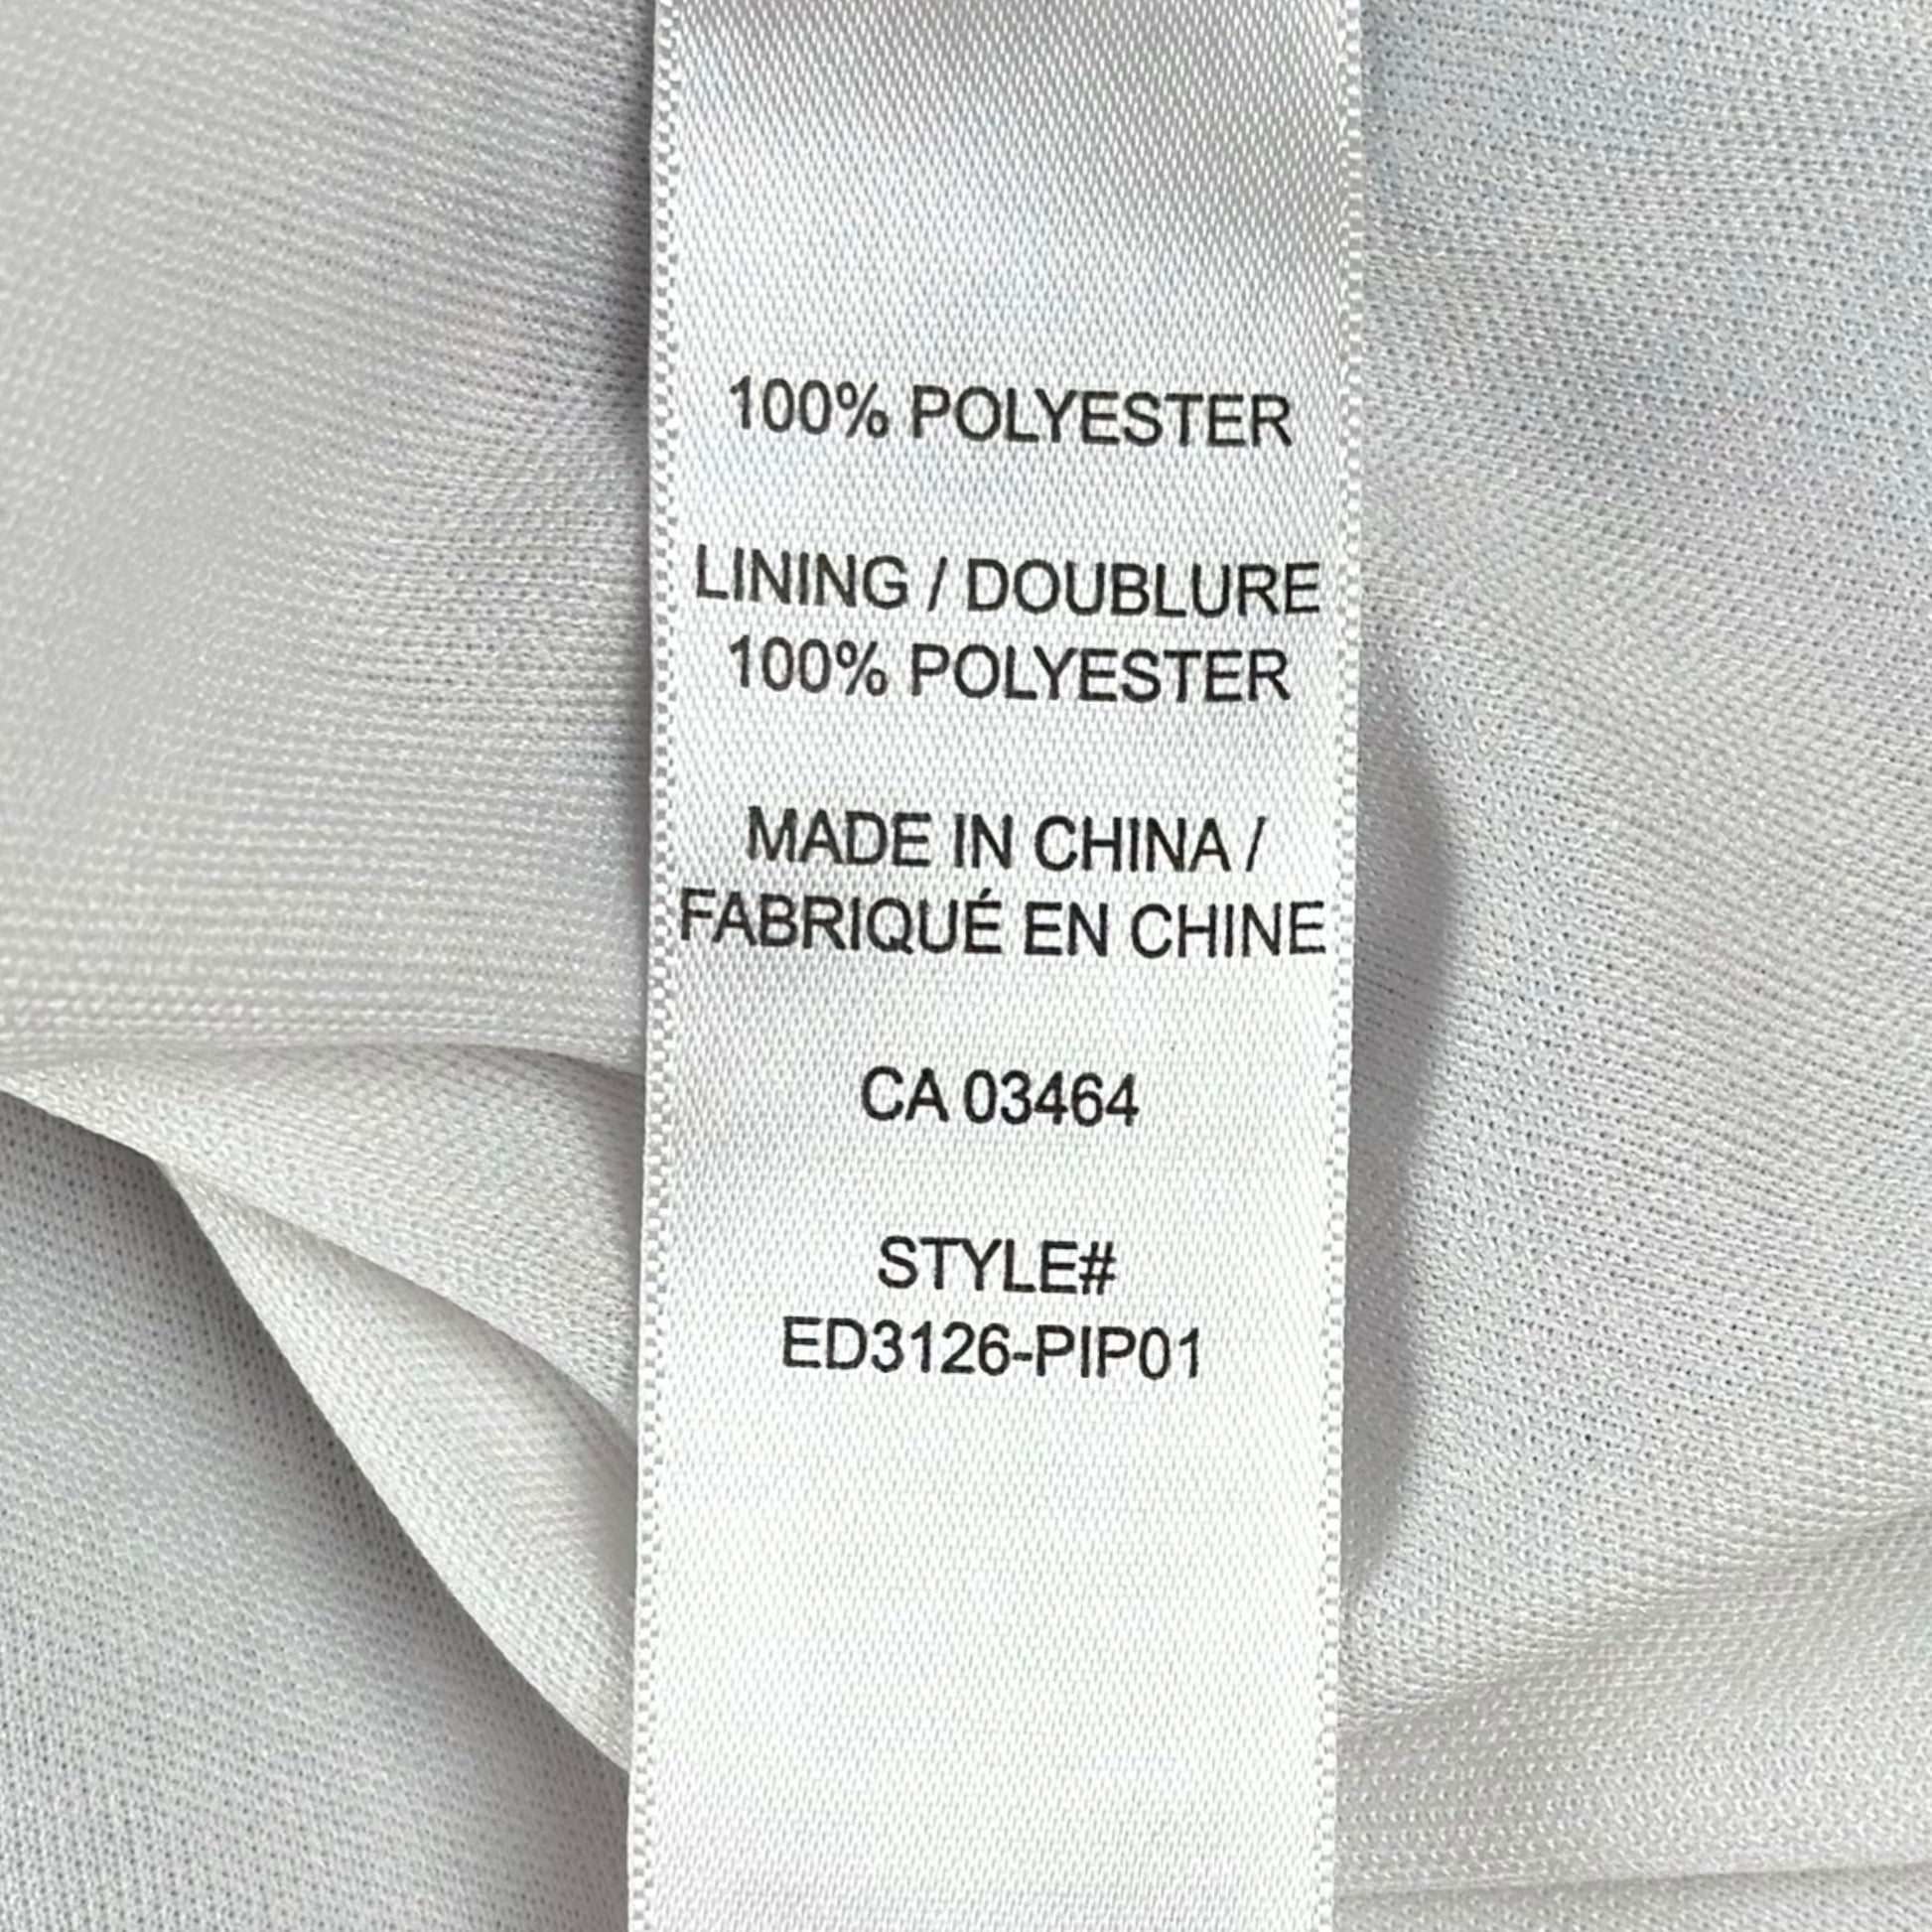 100% POLYESTER
LINING / DOUBLURE
100% POLYESTER
MADE IN CHINA /
FABRIQUÉ EN CHINE
CA 03464
STYLE#
ED3126-PIP01